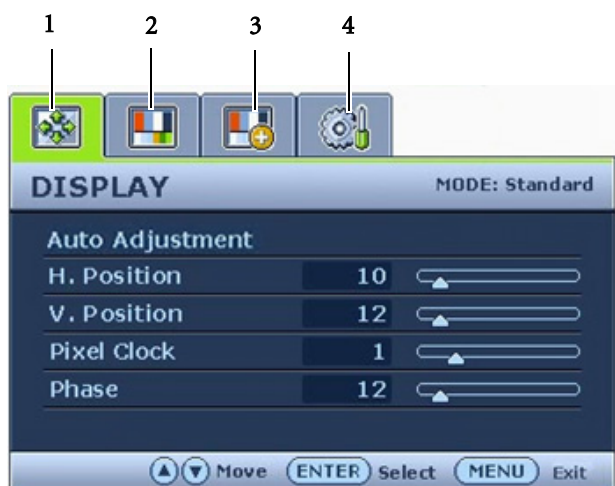 1 2 3 4
DISPLAY MODE: Standard
Auto Adjustment
H. Position 10
V. Position 12
Pixel Clock 1
Phase 12
Move ENTER Select MENU Exit